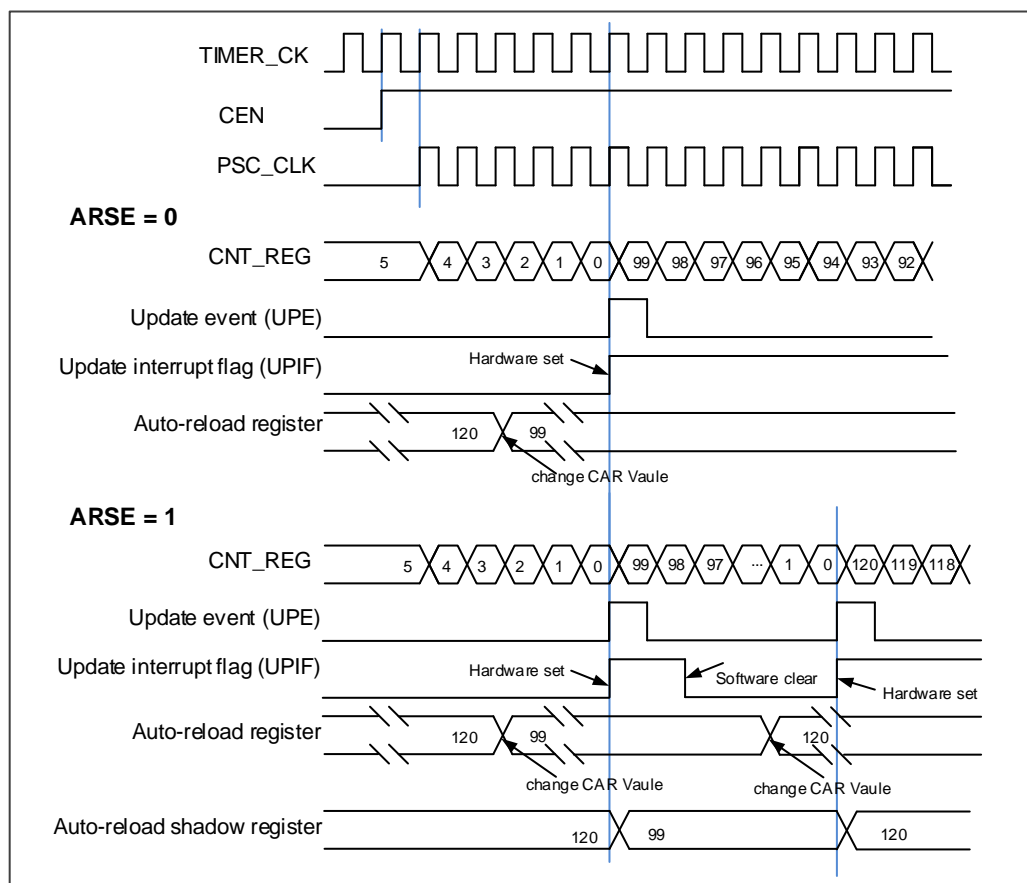 TIMER_CK
CEN
PSC_CLK
ARSE = 0
CNT_REG 5 4 3 2 1 0 99 98 97 96 95 94 93 92
Update event (UPE)
Update interrupt flag (UPIF) Hardware set
Auto-reload register 120 99
change CAR Vaule
ARSE = 1
CNT_REG 5 4 3 2 1 0 99 98 97 ... 1 0 120 119 118
Update event (UPE)
Update interrupt flag (UPIF) Hardware set Software clear Hardware set
Auto-reload register 120 99 120
change CAR Vaule change CAR Vaule
Auto-reload shadow register 120 99 120